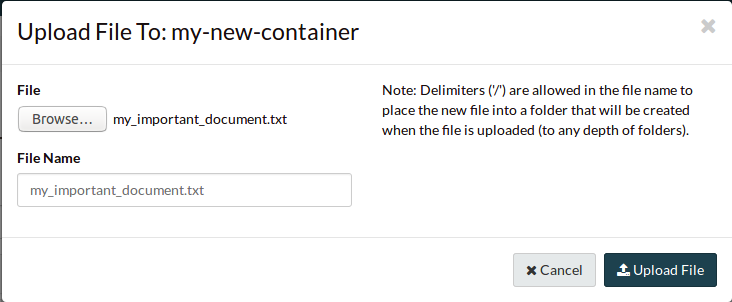 Upload File To: my-new-container
File
Browse... my_important_document.txt
Note: Delimiters ('/') are allowed in the file name to
place the new file into a folder that will be created
when the file is uploaded (to any depth of folders).
File Name
my_important_document.txt
Cancel
Upload File